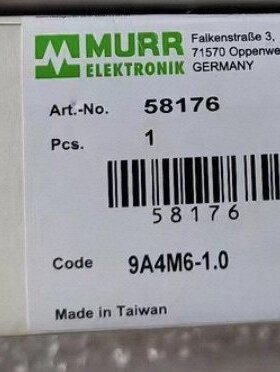 MURR
ELEKTRONIK
Falkenstraße 3,
71570
GERMANY
Art.-No. 58176
Pcs. 1
58176
Code 9A4M6-1.0
Made in Taiwan